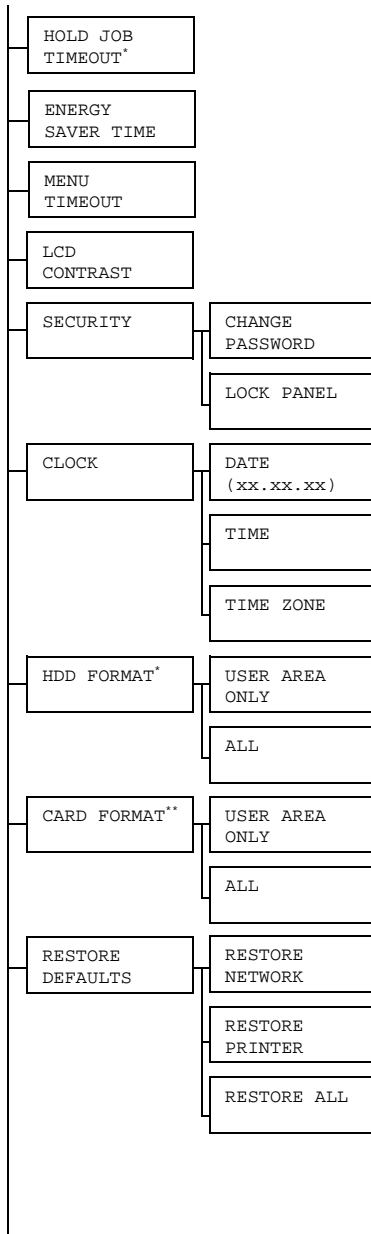 HOLD JOB
TIMEOUT*
ENERGY
SAVER TIME
MENU
TIMEOUT
LCD
CONTRAST
SECURITY
CHANGE
PASSWORD
LOCK PANEL
CLOCK
DATE
(xx.xx.xx)
TIME
TIME ZONE
HDD FORMAT*
USER AREA
ONLY
ALL
CARD FORMAT**
USER AREA
ONLY
ALL
RESTORE
DEFAULTS
RESTORE
NETWORK
RESTORE
PRINTER
RESTORE ALL